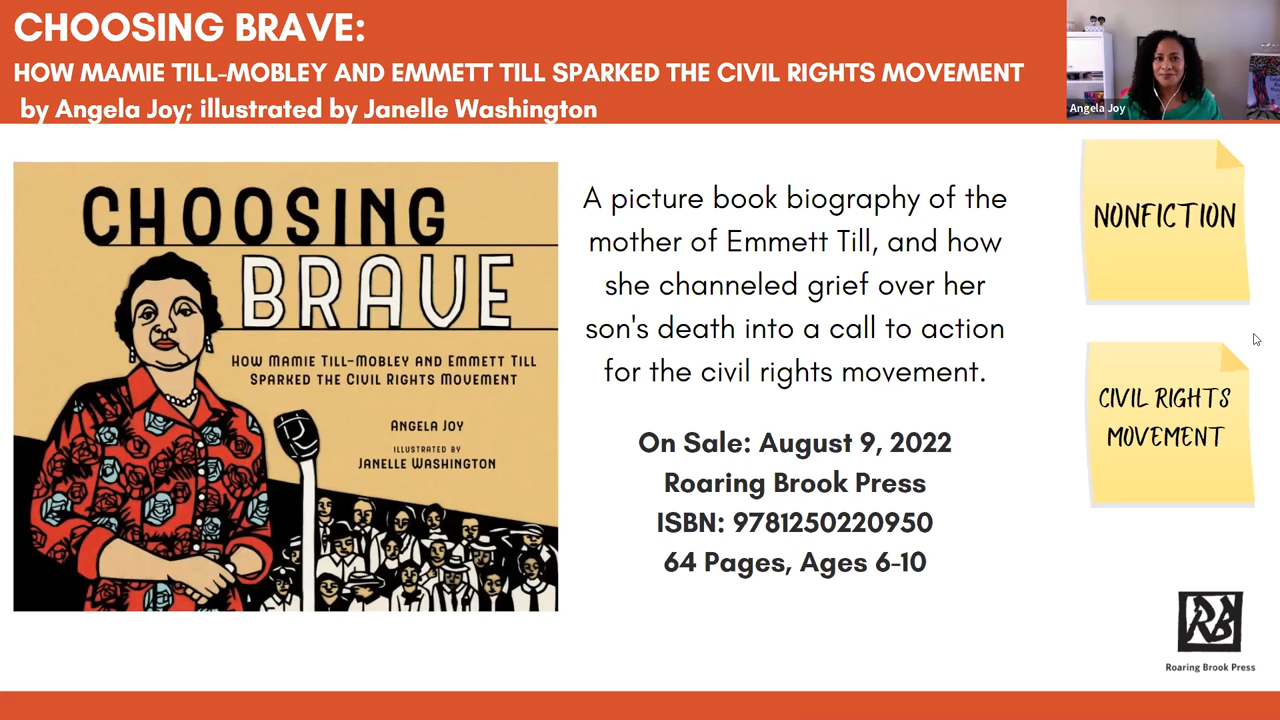 CHOOSING BRAVE:
HOW MAMIE TILL-MOBLEY AND EMMETT TILL SPARKED THE CIVIL RIGHTS MOVEMENT
by Angela Joy; illustrated by Janelle Washington
Angela Joy
CHOOSING
BRAVE
HOW MAMIE TILL-MOBLEY AND EMMETT TILL
SPARKED THE CIVIL RIGHTS MOVEMENT
ANGELA JOY
ILLUSTRATED BY
JANELLE WASHINGTON
A picture book biography of the
mother of Emmett Till, and how
she channeled grief over her
son's death into a call to action
for the civil rights movement.
On Sale: August 9, 2022
Roaring Brook Press
ISBN: 9781250220950
64 Pages, Ages 6-10
NONFICTION
CIVIL RIGHTS
MOVEMENT
RB
Roaring Brook Press